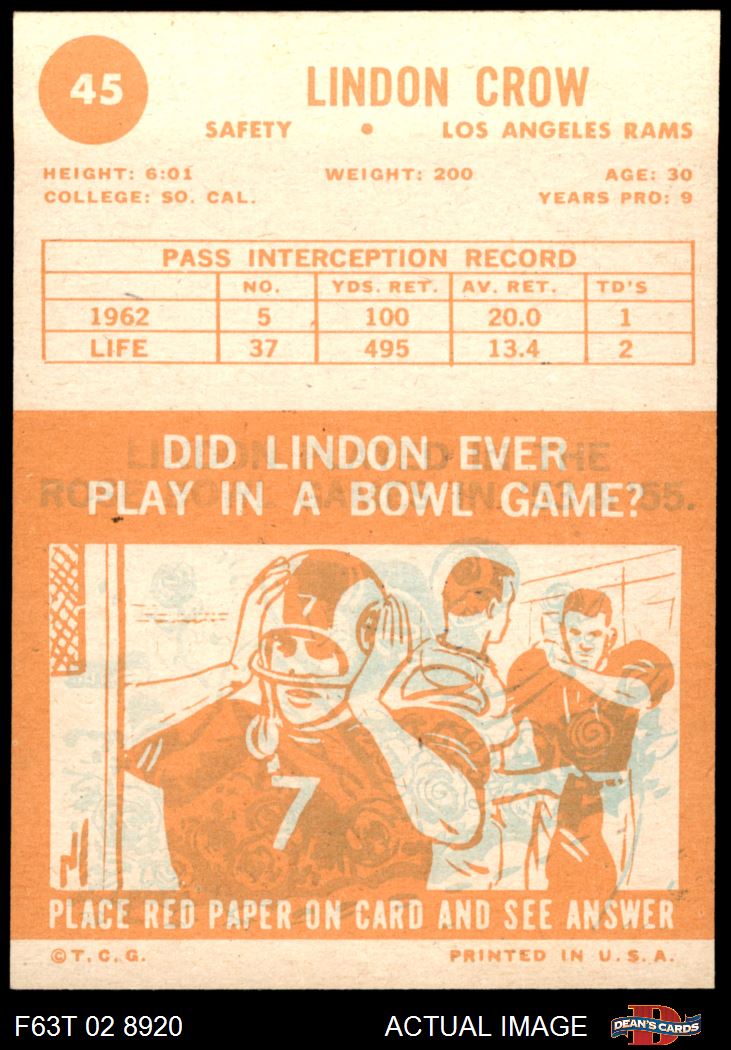 45
LINDON CROW
SAFETY • LOS ANGELES RAMS
HEIGHT: 6:01 WEIGHT: 200 AGE: 30
COLLEGE: SO. CAL. YEARS PRO: 9
PASS INTERCEPTION RECORD
NO. YDS. RET. AV. RET. TD'S
1962 5 100 20.0 1
LIFE 37 495 13.4 2
DID LINDON EVER
PLAY IN A BOWL GAME?
THE
55.
7
7
PLACE RED PAPER ON CARD AND SEE ANSWER
©T. C. G. PRINTED IN U. S. A.
F63T 02 8920 ACTUAL IMAGE DEAN'S CARDS